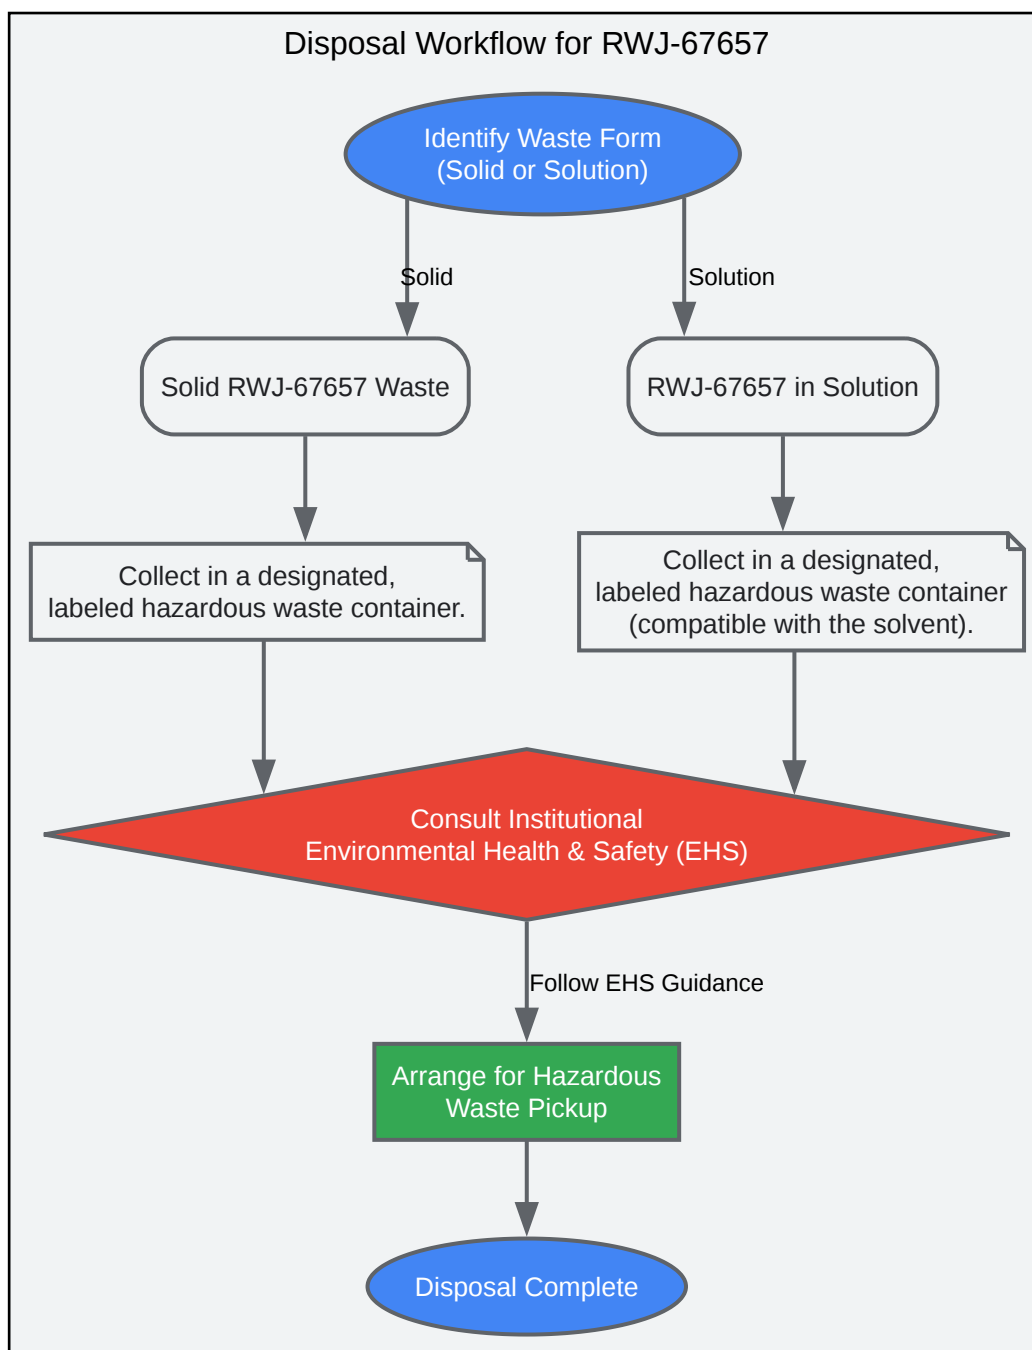 Disposal Workflow for RWJ-67657
Identify Waste Form
(Solid or Solution)
Solid
Solution
Solid RWJ-67657 Waste
RWJ-67657 in Solution
Collect in a designated,
labeled hazardous waste container.
Collect in a designated,
labeled hazardous waste container
(compatible with the solvent).
Consult Institutional
Environmental Health & Safety (EHS)
Follow EHS Guidance
Arrange for Hazardous
Waste Pickup
Disposal Complete